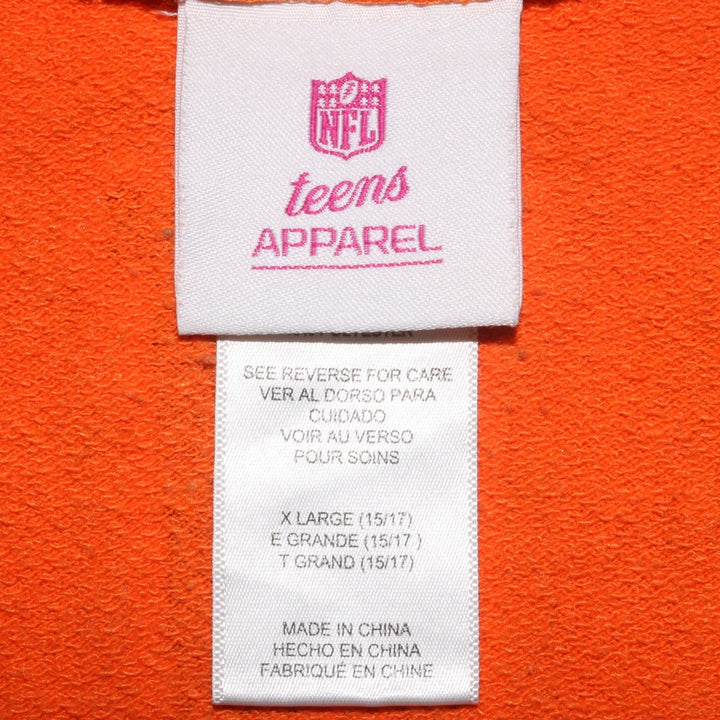 NFL
teens
APPAREL
SEE REVERSE FOR CARE
VER AL DORSO PARA
CUIDADO
VOIR AU VERSO
POUR SOINS
X LARGE (15/17)
E GRANDE (15/17 )
T GRAND (15/17)
MADE IN CHINA
HECHO EN CHINA
FABRIQUÉ EN CHINE